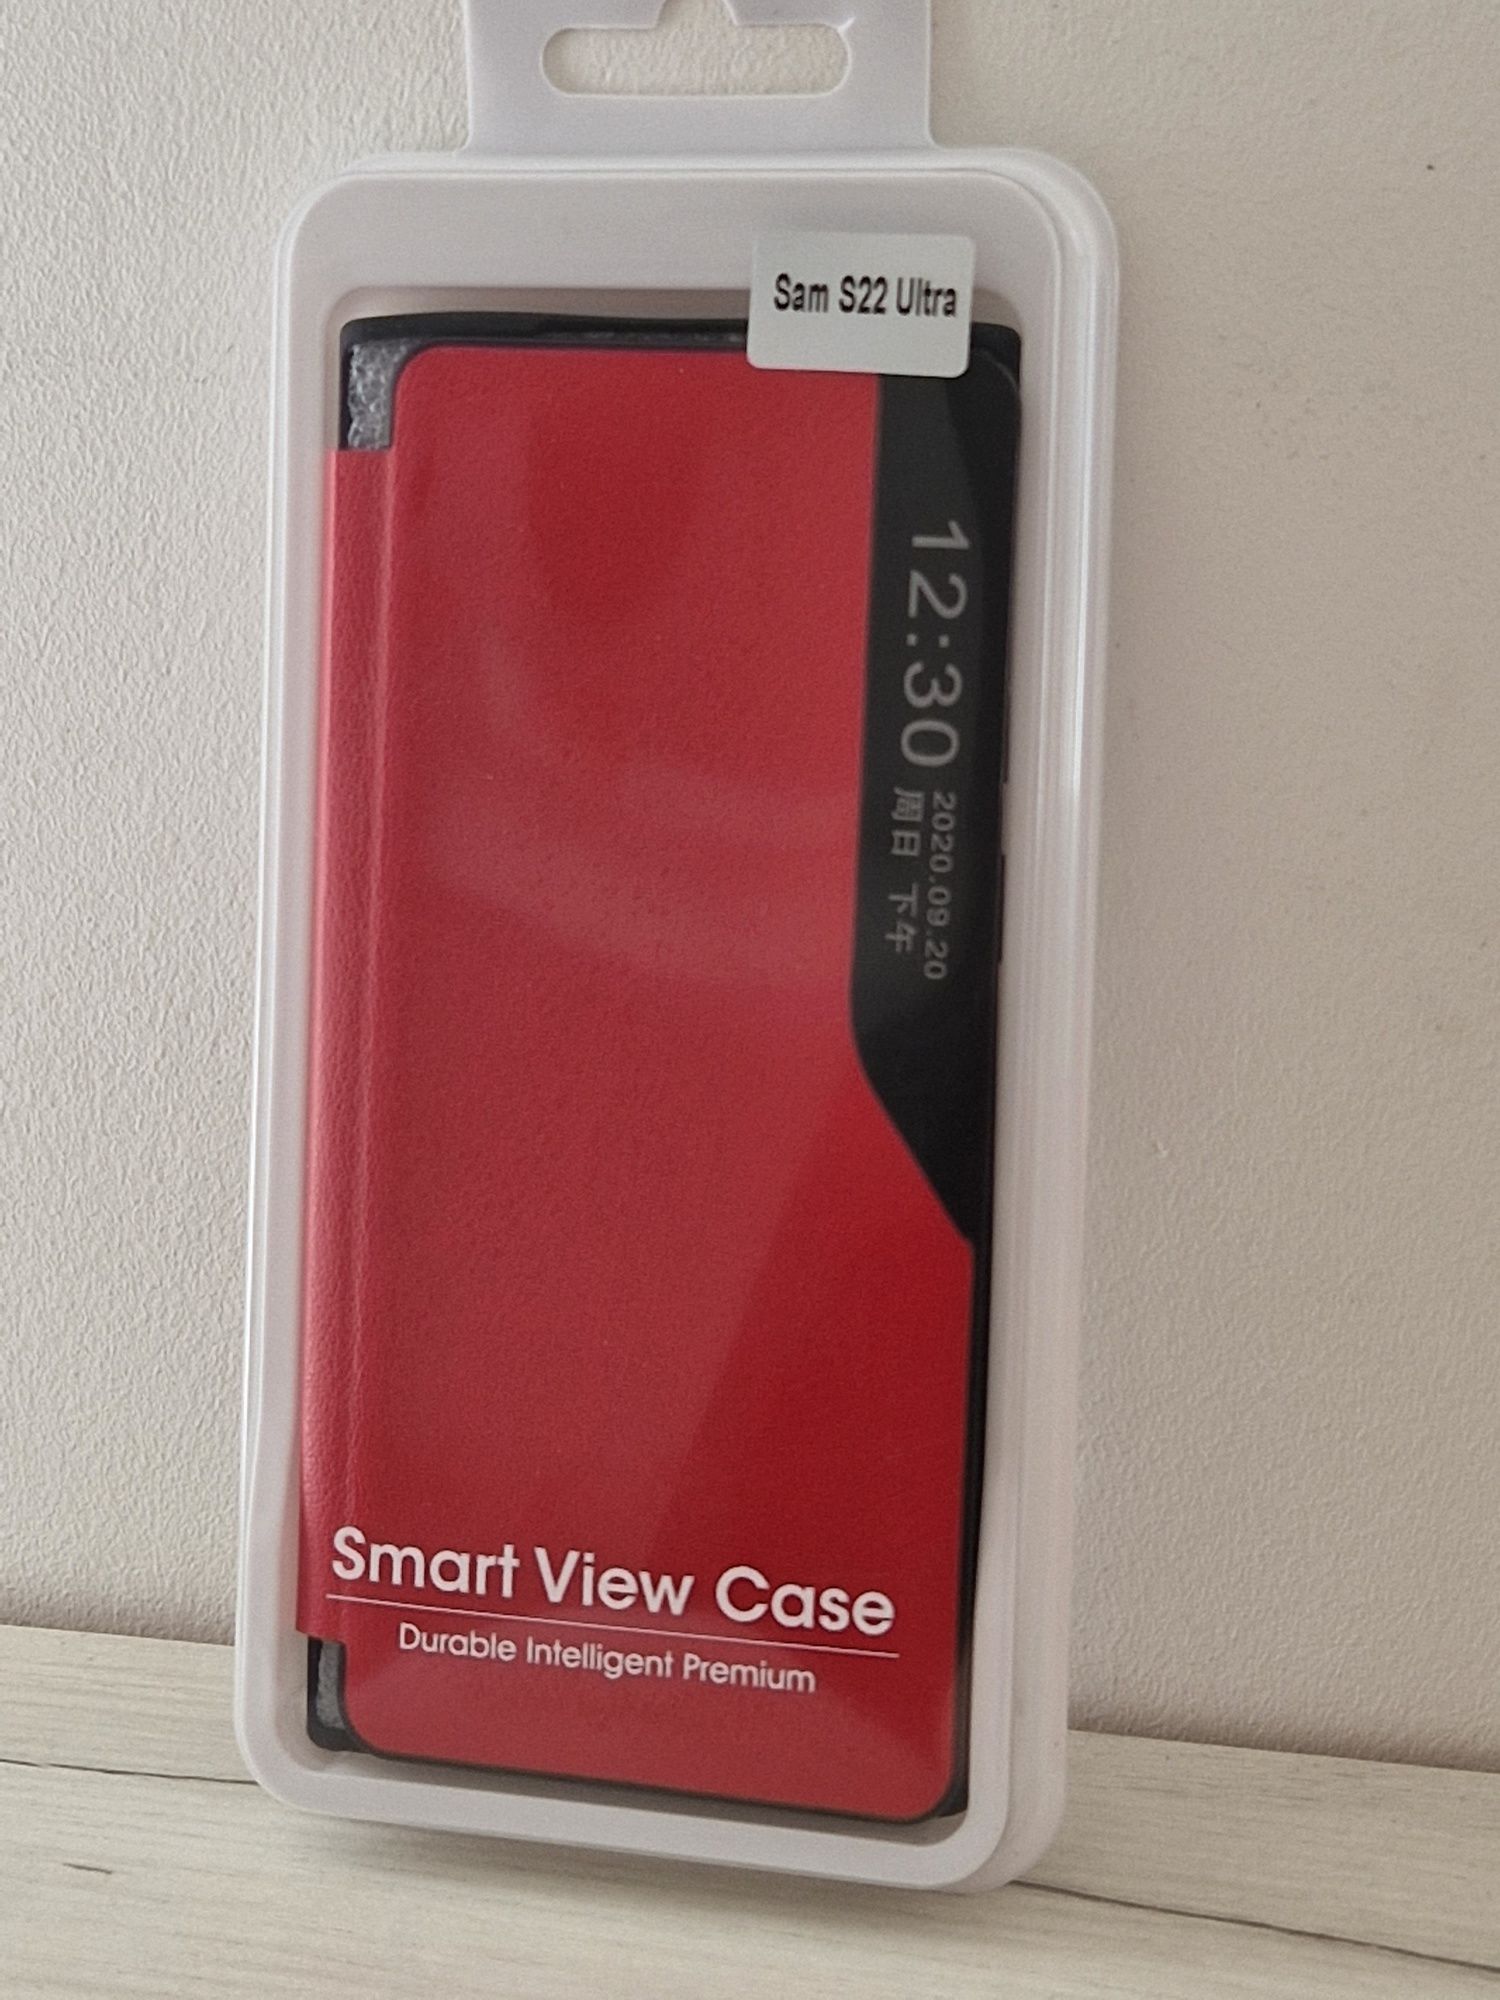 Sam S22 Ultra
12:30
2020.09.20
周日 下午
Smart View Case
Durable Intelligent Premium